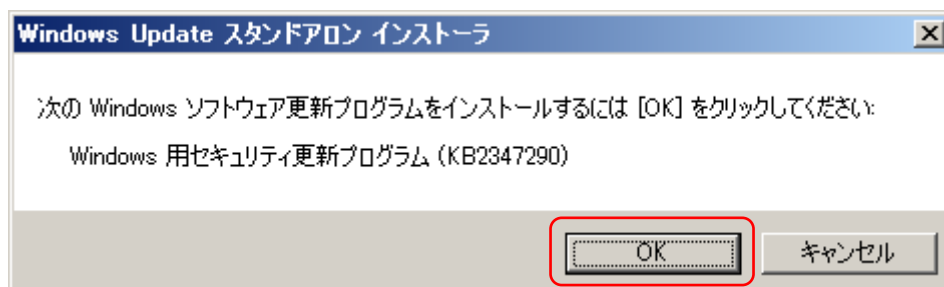 Windows Update スタンドアロン インストーラ
次の Windows ソフトウェア更新プログラムをインストールするには [OK] をクリックしてください:
Windows 用セキュリティ更新プログラム (KB2347290)
OK キャンセル